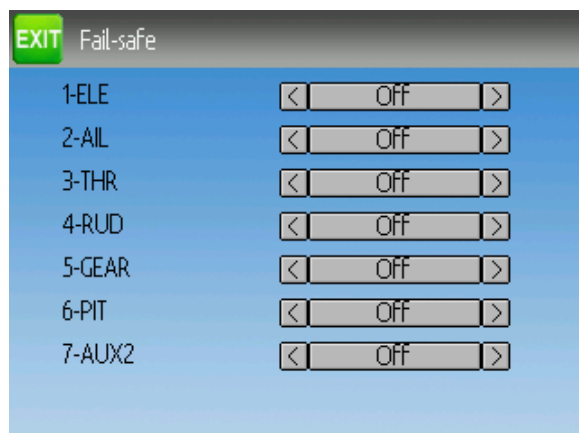 EXIT Fail-safe
1-ELE < Off >
2-AIL < Off >
3-THR < Off >
4-RUD < Off >
5-GEAR < Off >
6-PIT < Off >
7-AUX2 < Off >